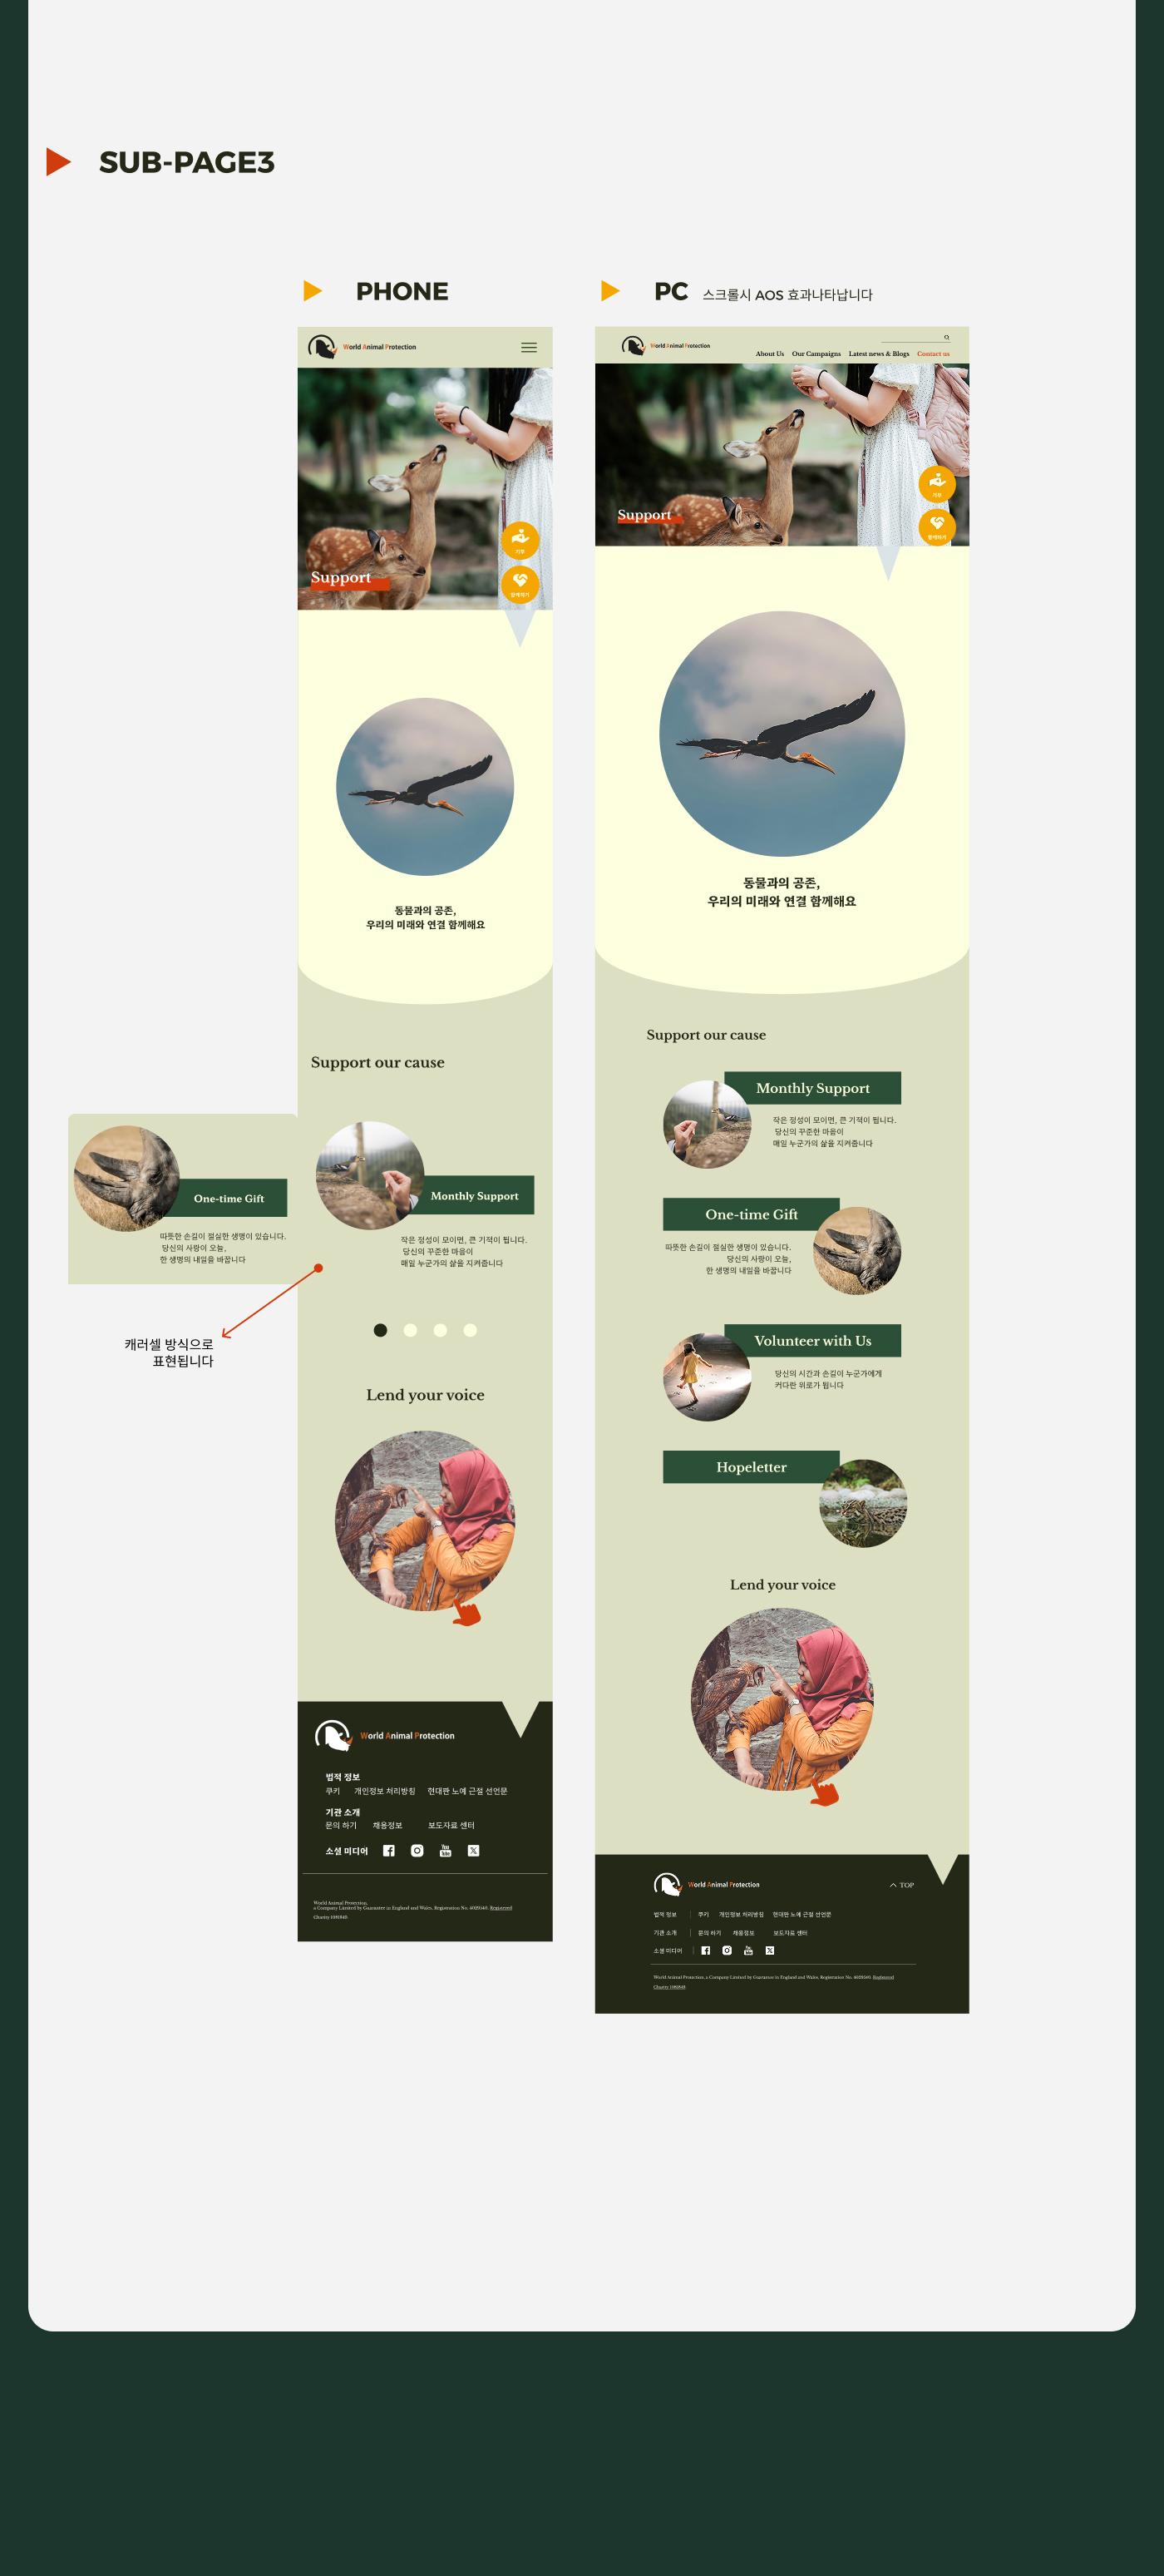 SUB-PAGE3
PHONE
World Animal Protection
Support
기부
함께하기
동물과의 공존,
우리의 미래와 연결 함께해요
Support our cause
One-time Gift
따뜻한 손길이 절실한 생명이 있습니다.
당신의 사랑이 오늘,
한 생명의 내일을 바꿉니다
Monthly Support
작은 정성이 모이면, 큰 기적이 됩니다.
당신의 꾸준한 마음이
매일 누군가의 삶을 지켜줍니다
캐러셀 방식으로
표현됩니다
Lend your voice
World Animal Protection
법적 정보
쿠키 개인정보 처리방침 현대판 노예 근절 선언문
기관 소개
문의 하기 채용정보 보도자료 센터
소셜 미디어
World Animal Protection,
a Company Limited by Guarantee in England and Wales, Registration No. 4029540. Registered
Charity 1081849.
PC 스크롤시 AOS 효과나타납니다
World Animal Protection
About Us Our Campaigns Latest news & Blogs Contact us
Support
기부
함께하기
동물과의 공존,
우리의 미래와 연결 함께해요
Support our cause
Monthly Support
작은 정성이 모이면, 큰 기적이 됩니다.
당신의 꾸준한 마음이
매일 누군가의 삶을 지켜줍니다
One-time Gift
따뜻한 손길이 절실한 생명이 있습니다.
당신의 사랑이 오늘,
한 생명의 내일을 바꿉니다
Volunteer with Us
당신의 시간과 손길이 누군가에게
커다란 위로가 됩니다
Hopeletter
Lend your voice
World Animal Protection
TOP
법적 정보 쿠키 개인정보 처리방침 현대판 노예 근절 선언문
기관 소개 문의 하기 채용정보 보도자료 센터
소셜 미디어
World Animal Protection, a Company Limited by Guarantee in England and Wales, Registration No. 4029540. Registered
Charity 1081849.